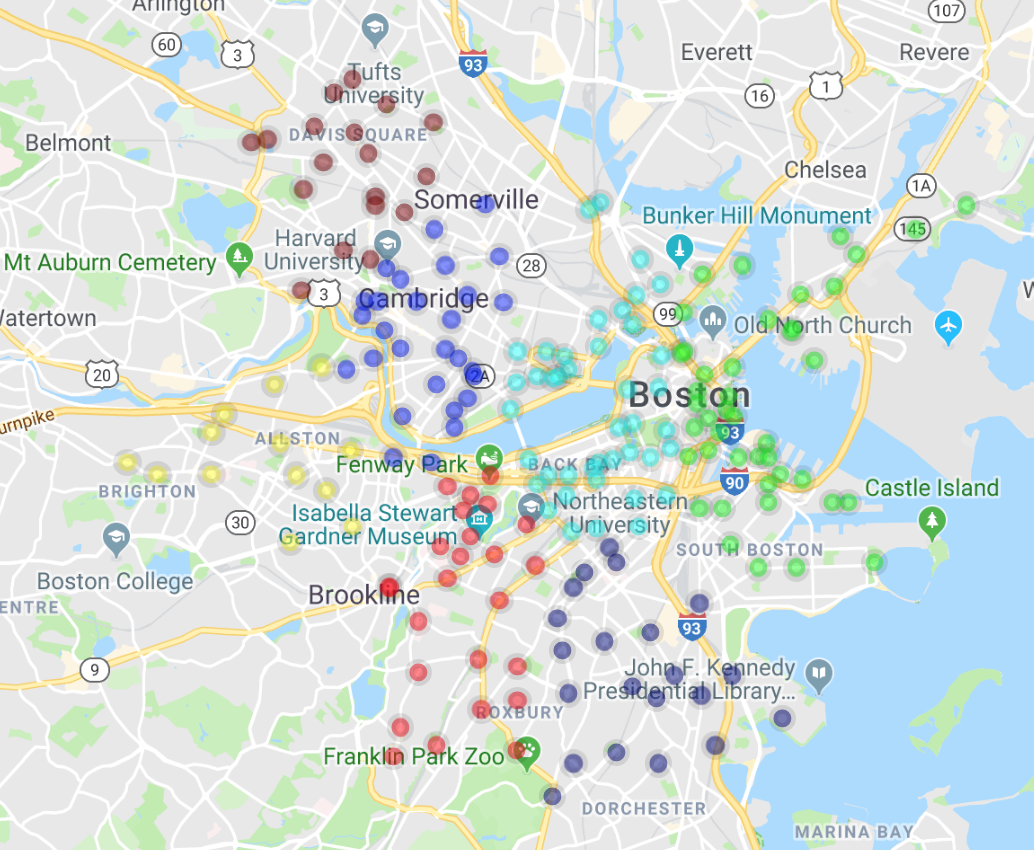 Arlington
107
60
3
93
Everett
Revere
Tufts
University
1
16
Belmont
DAVIS SQUARE
Chelsea
1A
Somerville
Bunker Hill Monument
145
Harvard
University
28
Mt Auburn Cemetery
3
Cambridge
W
Watertown
99
Old North Church
20
2A
Boston
urnpike
93
ALLSTON
Fenway Park
BACK BAY
90
BRIGHTON
Castle Island
Isabella Stewart
Gardner Museum
Northeastern
University
30
SOUTH BOSTON
Boston College
Brookline
ENTRE
93
9
John F. Kennedy
Presidential Library...
ROXBURY
Franklin Park Zoo
DORCHESTER
MARINA BAY